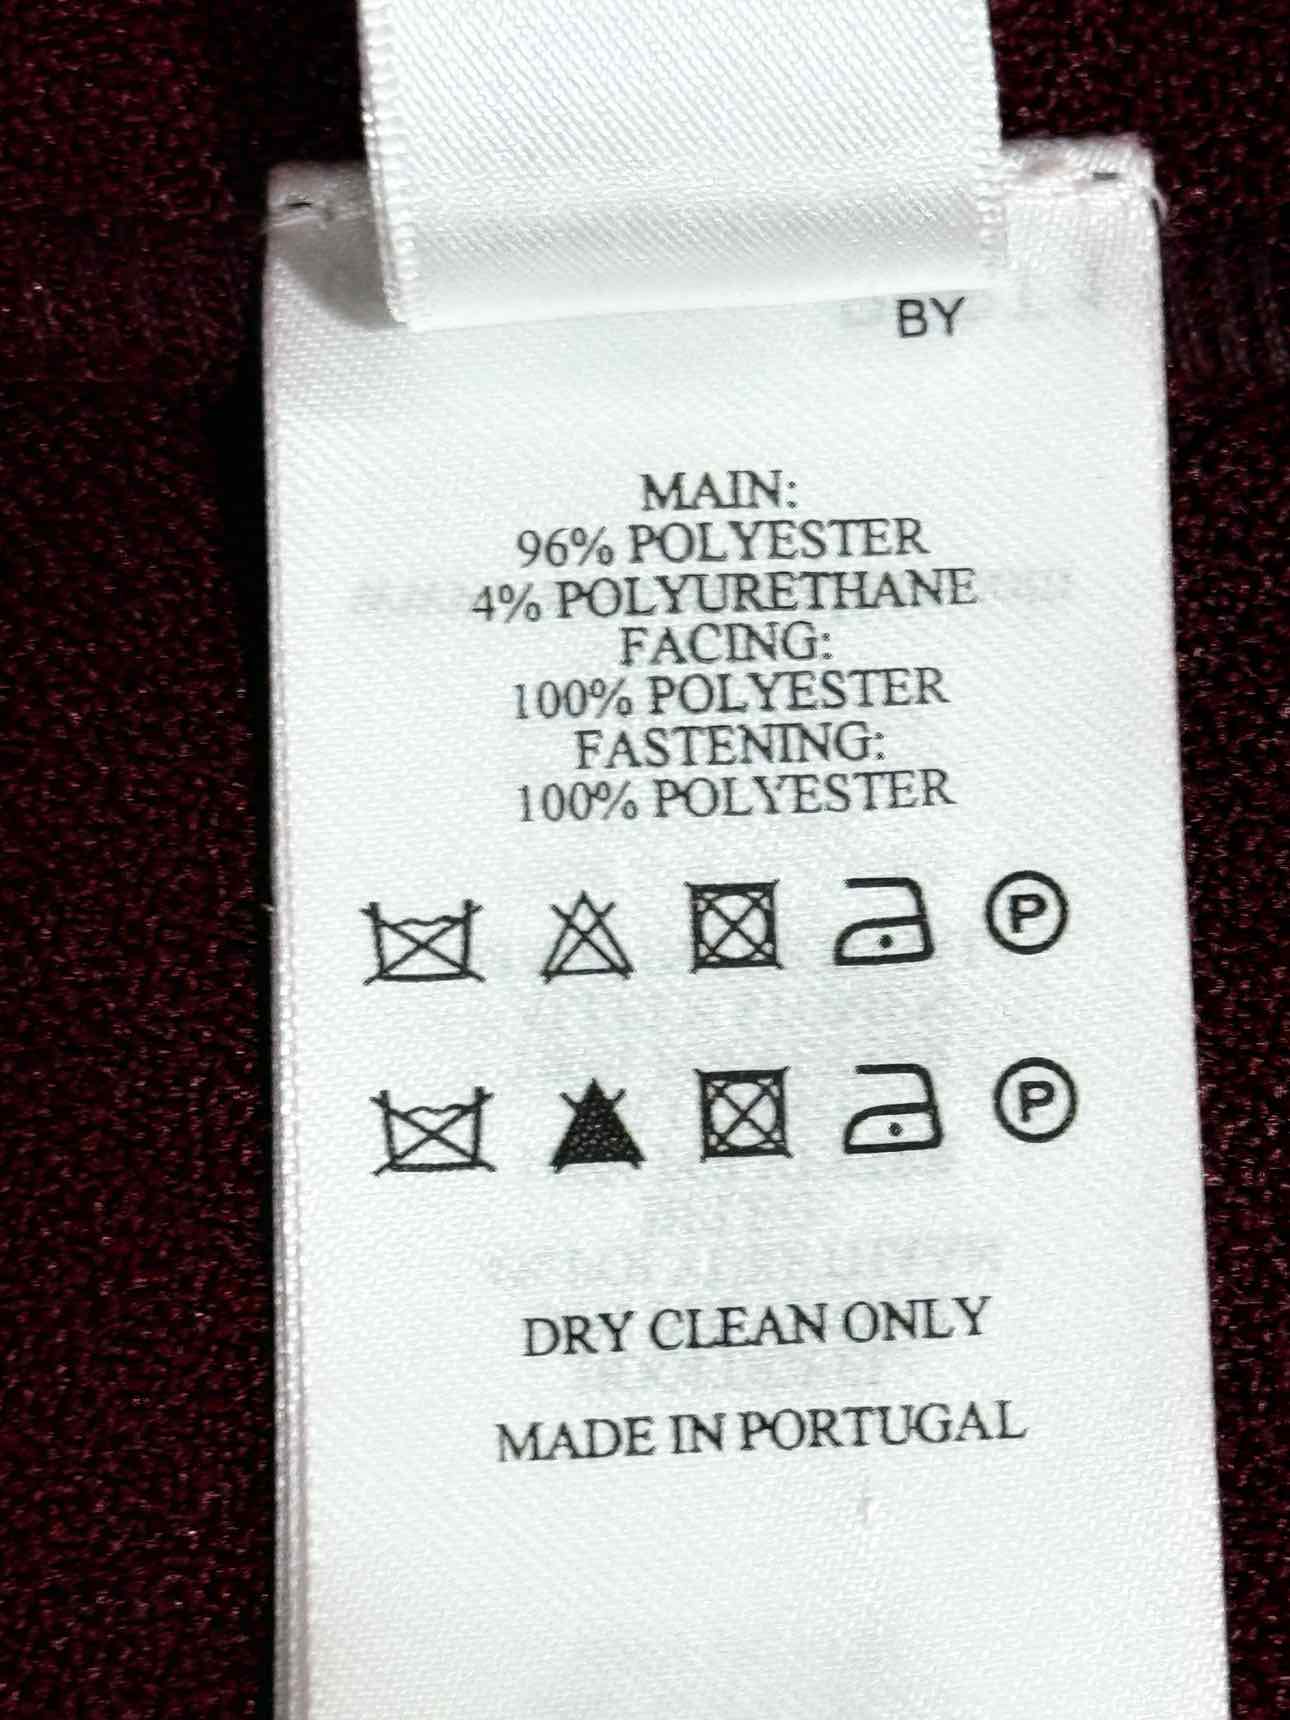 BY
MAIN:
96% POLYESTER
4% POLYURETHANE
FACING:
100% POLYESTER
FASTENING:
100% POLYESTER
P
P
DRY CLEAN ONLY
MADE IN PORTUGAL